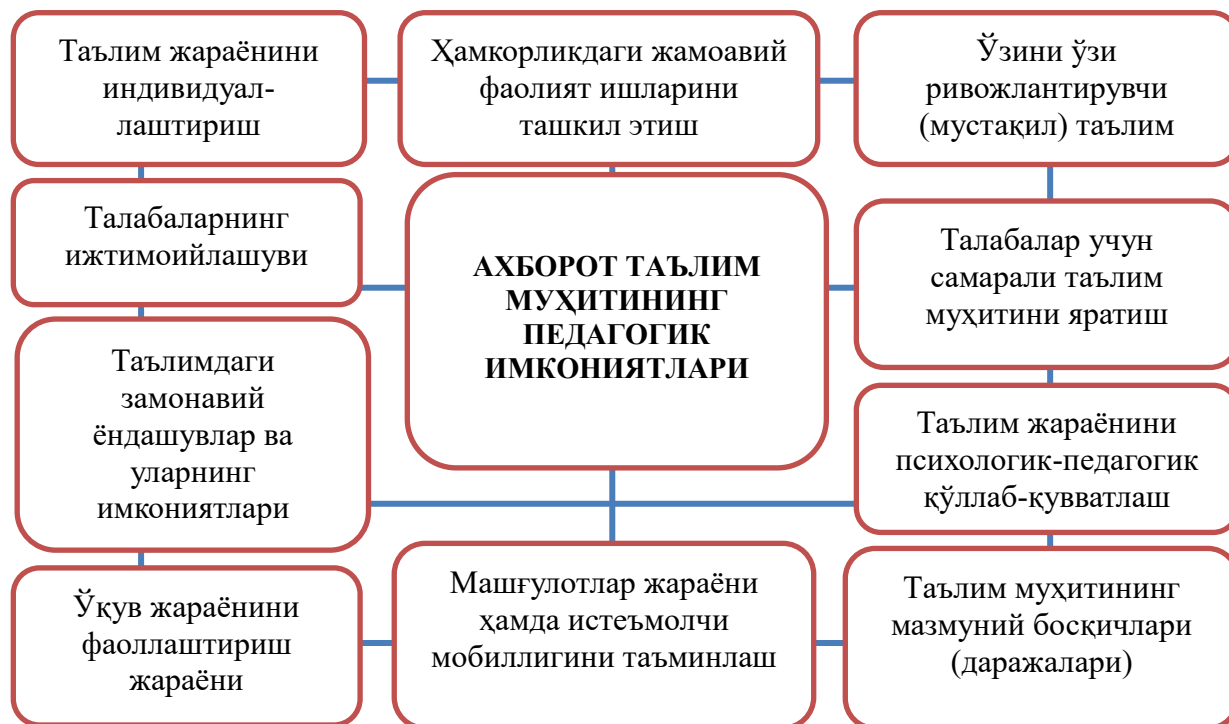 Таълим жараёнини
индивидуал-
лаштириш
Ҳамкорликдаги жамоавий
фаолият ишларини
ташкил этиш
Ўзини ўзи
ривожлантирувчи
(мустақил) таълим
Талабаларнинг
ижтимоийлашуви
АХБОРОТ ТАЪЛИМ
МУҲИТИНИНГ
ПЕДАГОГИК
ИМКОНИЯТЛАРИ
Талабалар учун
самарали таълим
муҳитини яратиш
Таълимдаги
замонавий
ёндашувлар ва
уларнинг
имкониятлари
Таълим жараёнини
психологик-педагогик
қўллаб-қувватлаш
Ўқув жараёнини
фаоллаштириш
жараёни
Машғулотлар жараёни
ҳамда истеъмолчи
мобиллигини таъминлаш
Таълим муҳитининг
мазмуний босқичлари
(даражалари)